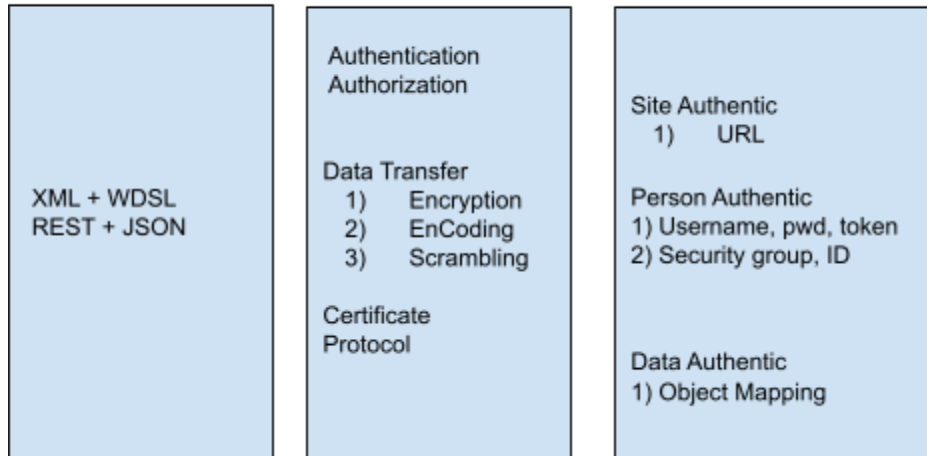 XML + WDSL
REST + JSON
Authentication
Authorization
Data Transfer
1) Encryption
2) EnCoding
3) Scrambling
Certificate
Protocol
Site Authentic
1) URL
Person Authentic
1) Username, pwd, token
2) Security group, ID
Data Authentic
1) Object Mapping